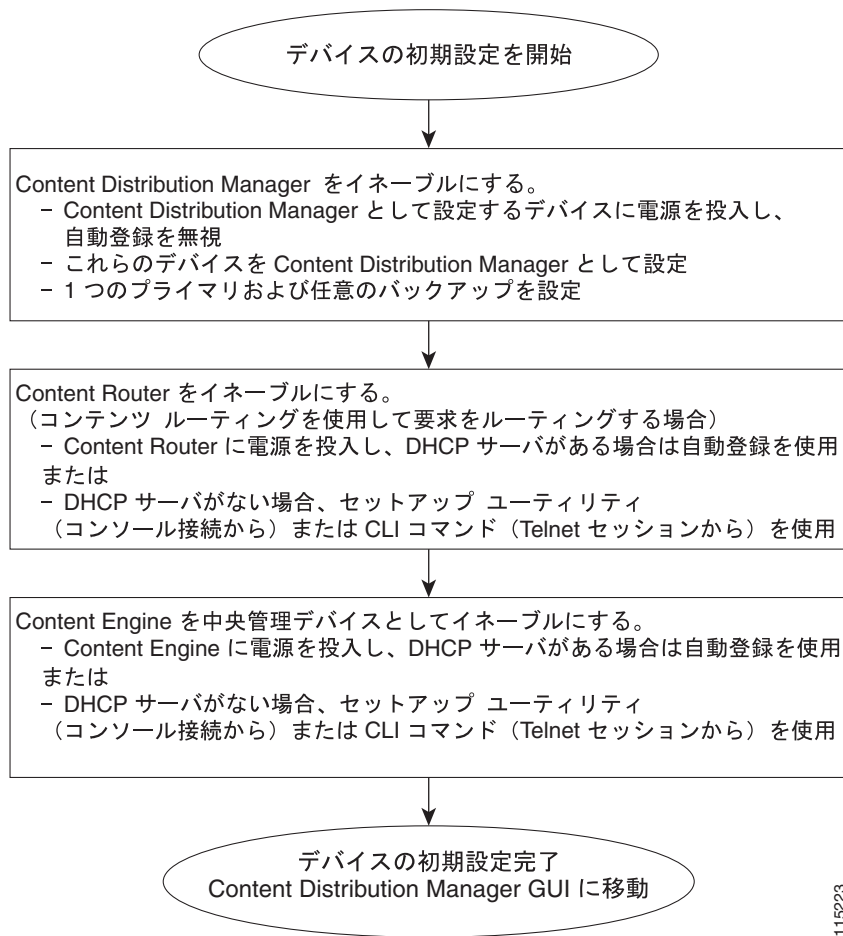 デバイスの初期設定を開始
Content Distribution Manager をイネーブルにする。
− Content Distribution Manager として設定するデバイスに電源を投入し、
自動登録を無視
− これらのデバイスを Content Distribution Manager として設定
− 1 つのプライマリおよび任意のバックアップを設定
Content Router をイネーブルにする。
（コンテンツ ルーティングを使用して要求をルーティングする場合）
− Content Router に電源を投入し、DHCP サーバがある場合は自動登録を使用
または
− DHCP サーバがない場合、セットアップ ユーティリティ
（コンソール接続から）または CLI コマンド（Telnet セッションから）を使用
Content Engine を中央管理デバイスとしてイネーブルにする。
− Content Engine に電源を投入し、DHCP サーバがある場合は自動登録を使用
または
− DHCP サーバがない場合、セットアップ ユーティリティ
（コンソール接続から）または CLI コマンド（Telnet セッションから）を使用
デバイスの初期設定完了
Content Distribution Manager GUI に移動
115223